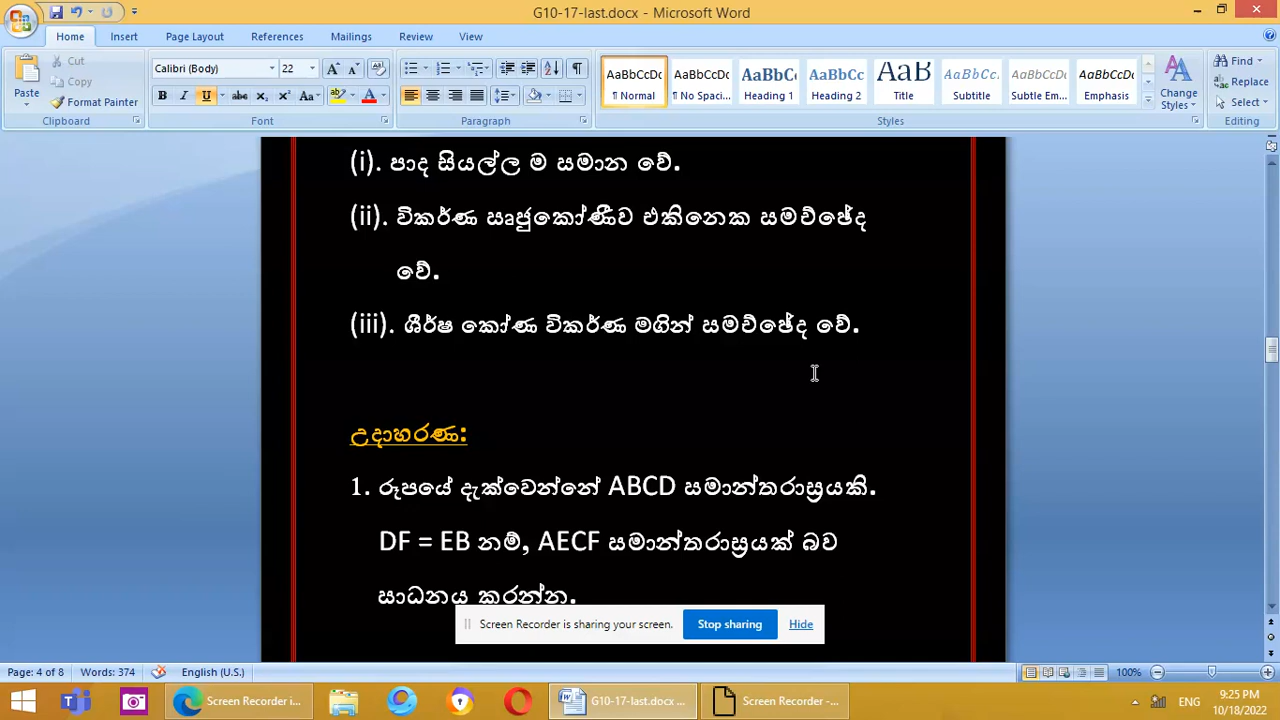 G10-17-last.docx - Microsoft Word
Home Insert Page Layout References Mailings Review View
Paste
Cut
Copy
Format Painter
Clipboard
Calibri (Body) 22
Font
Paragraph
AaBbCcDc AaBbCcDc AaBbCc AaBbCc AaB AaBbCcL AaBbCcDc AaBbCcDc
¶ Normal ¶ No Spaci... Heading 1 Heading 2 Title Subtitle Subtle Em... Emphasis
Change Styles
Styles
Find
Replace
Select
Editing
(i). පාද සියල්ල ම සමාන වේ.
(ii). විකර්ණ ඍජුකෝණීව එකිනෙක සමච්ඡේද
වේ.
(iii). ශීර්ෂ කෝණ විකර්ණ මගින් සමච්ඡේද වේ.
උදාහරණ:
1. රූපයේ දැක්වෙන්නේ ABCD සමාන්තරාස්‍රයකි.
DF = EB නම්, AECF සමාන්තරාස්‍රයක් බව
සාධනය කරන්න.
Screen Recorder is sharing your screen. Stop sharing Hide
Page: 4 of 8 Words: 374 English (U.S.) 100%
Screen Recorder i... G10-17-last.docx ... Screen Recorder -... ENG 9:25 PM
10/18/2022